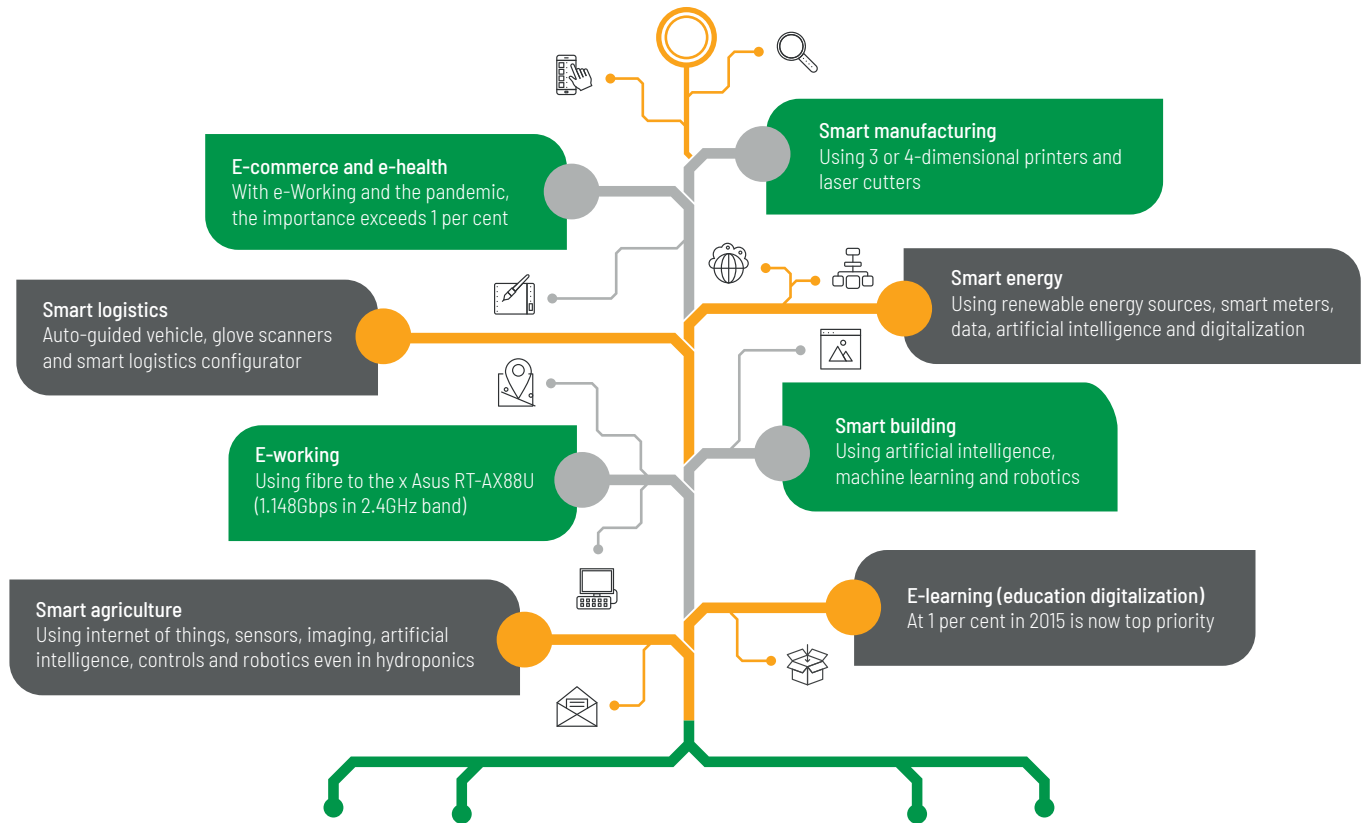 Smart manufacturing
Using 3 or 4-dimensional printers and
laser cutters
E-commerce and e-health
With e-Working and the pandemic,
the importance exceeds 1 per cent
Smart energy
Using renewable energy sources, smart meters,
data, artificial intelligence and digitalization
Smart logistics
Auto-guided vehicle, glove scanners
and smart logistics configurator
Smart building
Using artificial intelligence,
machine learning and robotics
E-working
Using fibre to the x Asus RT-AX88U
(1.148Gbps in 2.4GHz band)
E-learning (education digitalization)
At 1 per cent in 2015 is now top priority
Smart agriculture
Using internet of things, sensors, imaging, artificial
intelligence, controls and robotics even in hydroponics